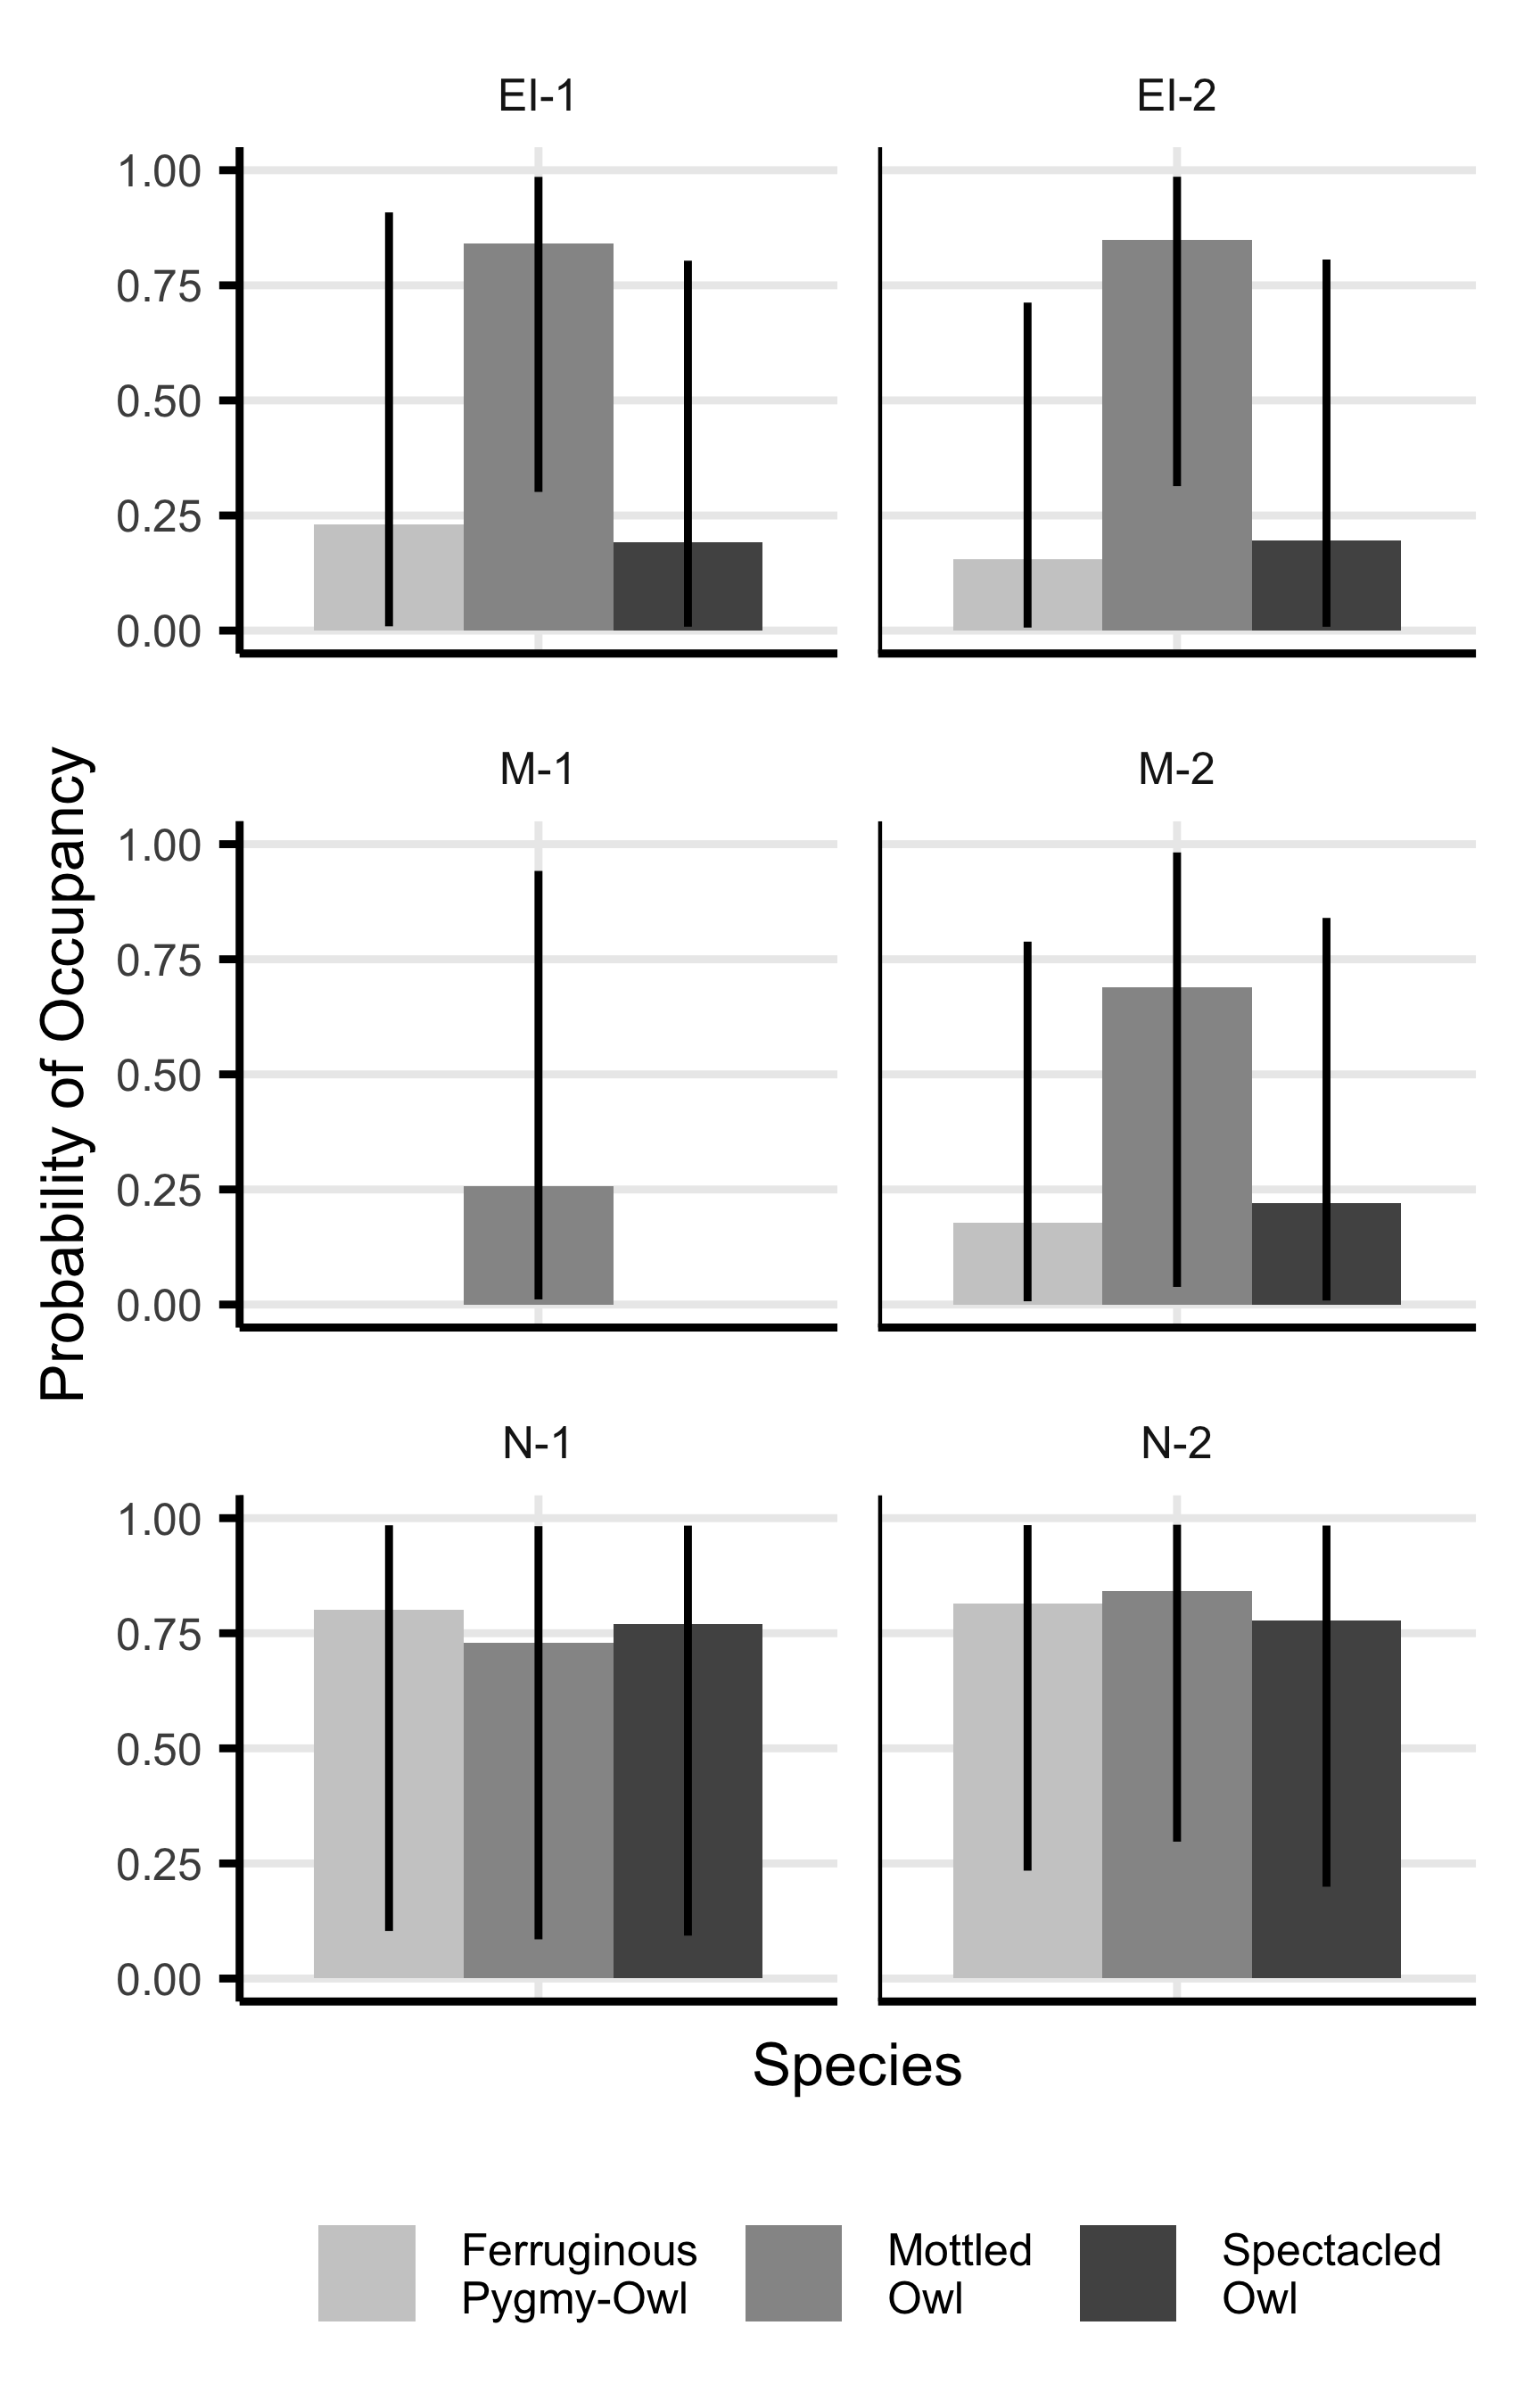 EI-1
EI-2
1.00
0.75
0.50
0.25
0.00
M-1
M-2
Probability of Occupancy
1.00
0.75
0.50
0.25
0.00
N-1
N-2
1.00
0.75
0.50
0.25
0.00
Species
Ferruginous
Pygmy-Owl
Mottled
Owl
Spectacled
Owl